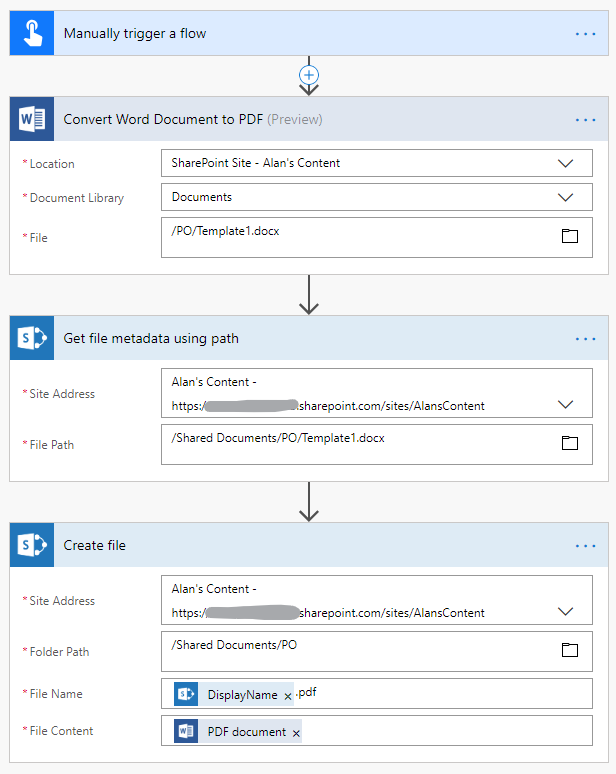 Manually trigger a flow
Convert Word Document to PDF (Preview)
*Location SharePoint Site - Alan's Content
*Document Library Documents
*File /PO/Template1.docx
Get file metadata using path
Alan's Content -
*Site Address
https:/ .sharepoint.com/sites/AlansContent
*File Path /Shared Documents/PO/Template1.docx
Create file
Alan's Content -
*Site Address
https:/ sharepoint.com/sites/AlansContent
*Folder Path /Shared Documents/PO
*File Name DisplayName × .pdf
*File Content PDF document ×